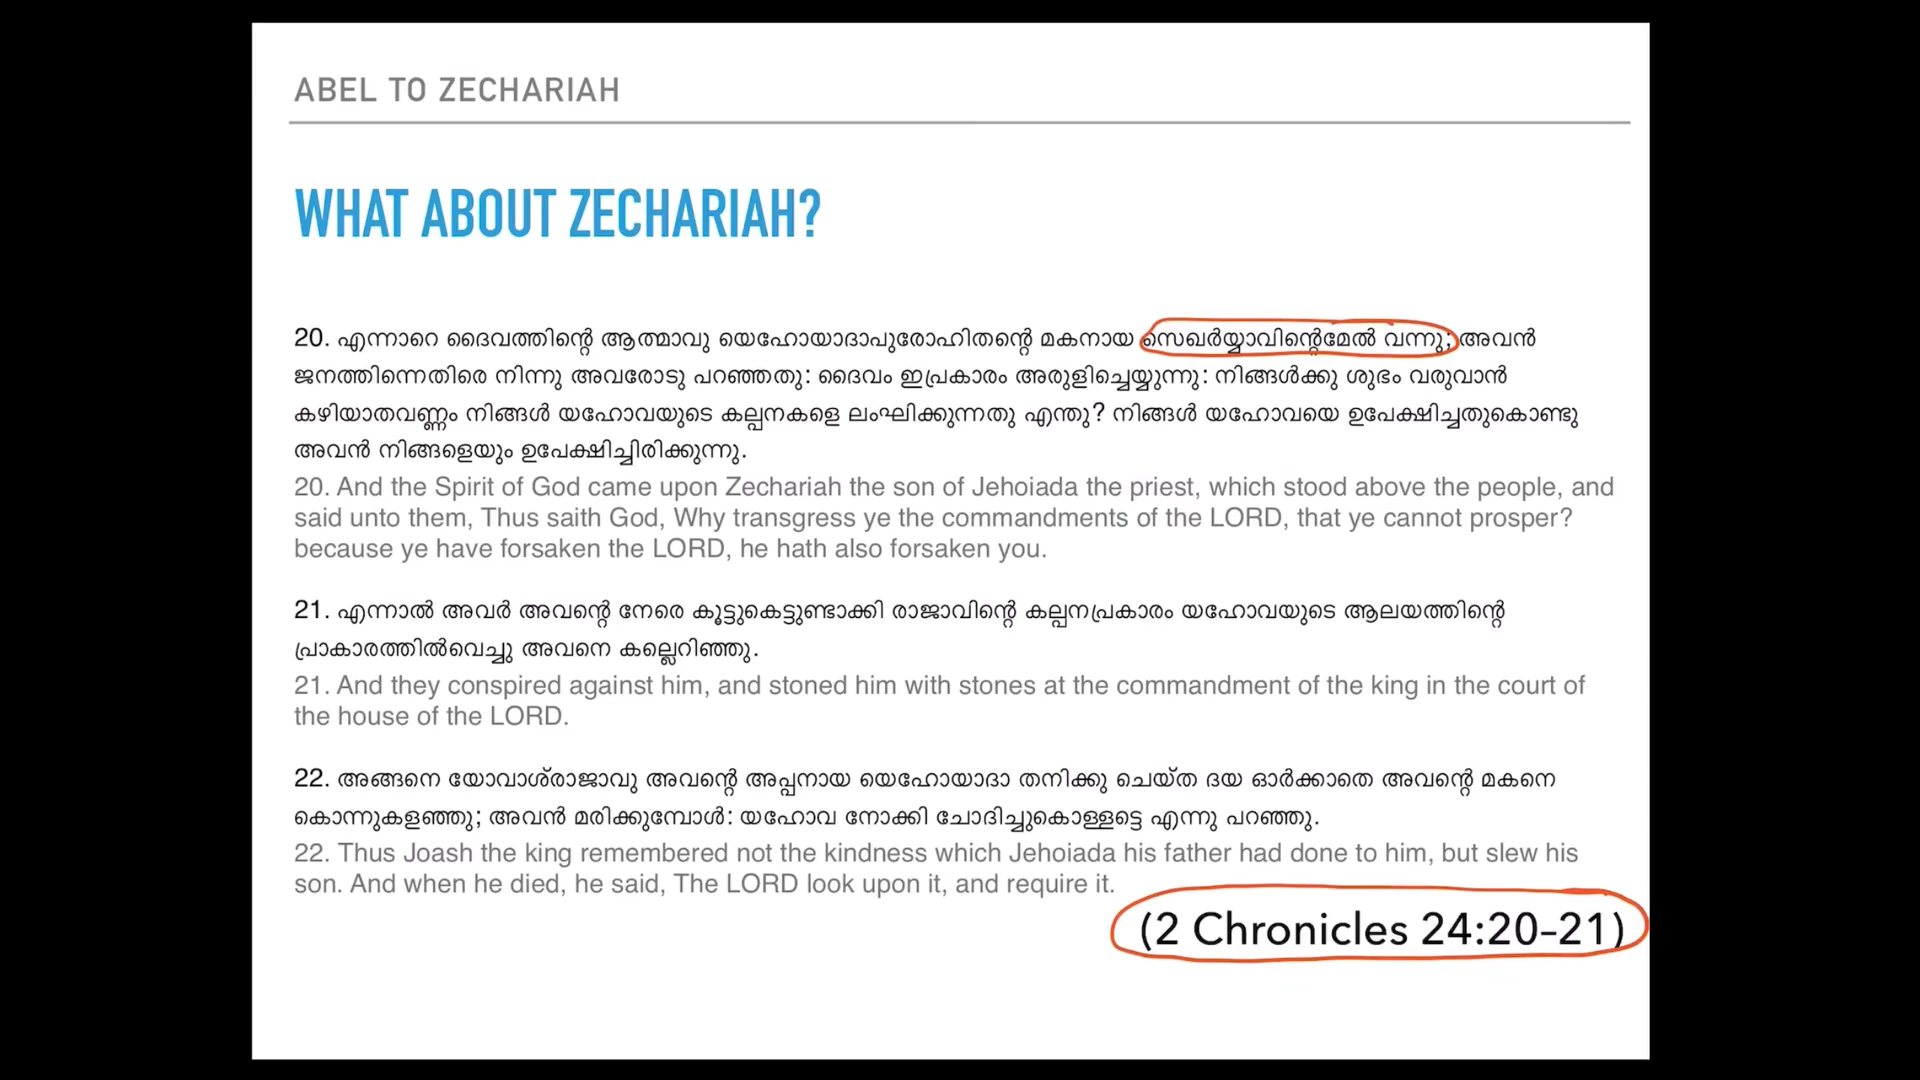 ABEL TO ZECHARIAH
WHAT ABOUT ZECHARIAH?
20. എന്നാറെ ദൈവത്തിന്റെ ആത്മാവു യെഹോയാദാപുരോഹിതന്റെ മകനായ സെഖർയ്യാവിന്റെമേൽ വന്നു; അവൻ
ജനത്തിന്നെതിരെ നിന്നു അവരോടു പറഞ്ഞതു: ദൈവം ഇപ്രകാരം അരുളിച്ചെയ്യുന്നു: നിങ്ങൾക്കു ശുഭം വരുവാൻ
കഴിയാതവണ്ണം നിങ്ങൾ യഹോവയുടെ കല്പനകളെ ലംഘിക്കുന്നതു എന്തു? നിങ്ങൾ യഹോവയെ ഉപേക്ഷിച്ചതുകൊണ്ടു
അവൻ നിങ്ങളെയും ഉപേക്ഷിച്ചിരിക്കുന്നു.
20. And the Spirit of God came upon Zechariah the son of Jehoiada the priest, which stood above the people, and
said unto them, Thus saith God, Why transgress ye the commandments of the LORD, that ye cannot prosper?
because ye have forsaken the LORD, he hath also forsaken you.
21. എന്നാൽ അവർ അവന്റെ നേരെ കൂട്ടുകെട്ടുണ്ടാക്കി രാജാവിന്റെ കല്പനപ്രകാരം യഹോവയുടെ ആലയത്തിന്റെ
പ്രാകാരത്തിൽവെച്ചു അവനെ കല്ലെറിഞ്ഞു.
21. And they conspired against him, and stoned him with stones at the commandment of the king in the court of
the house of the LORD.
22. അങ്ങനെ യോവാശ്‌രാജാവു അവന്റെ അപ്പനായ യെഹോയാദാ തനിക്കു ചെയ്ത ദയ ഓർക്കാതെ അവന്റെ മകനെ
കൊന്നുകളഞ്ഞു; അവൻ മരിക്കുമ്പോൾ: യഹോവ നോക്കി ചോദിച്ചുകൊള്ളട്ടെ എന്നു പറഞ്ഞു.
22. Thus Joash the king remembered not the kindness which Jehoiada his father had done to him, but slew his
son. And when he died, he said, The LORD look upon it, and require it.
(2 Chronicles 24:20–21)